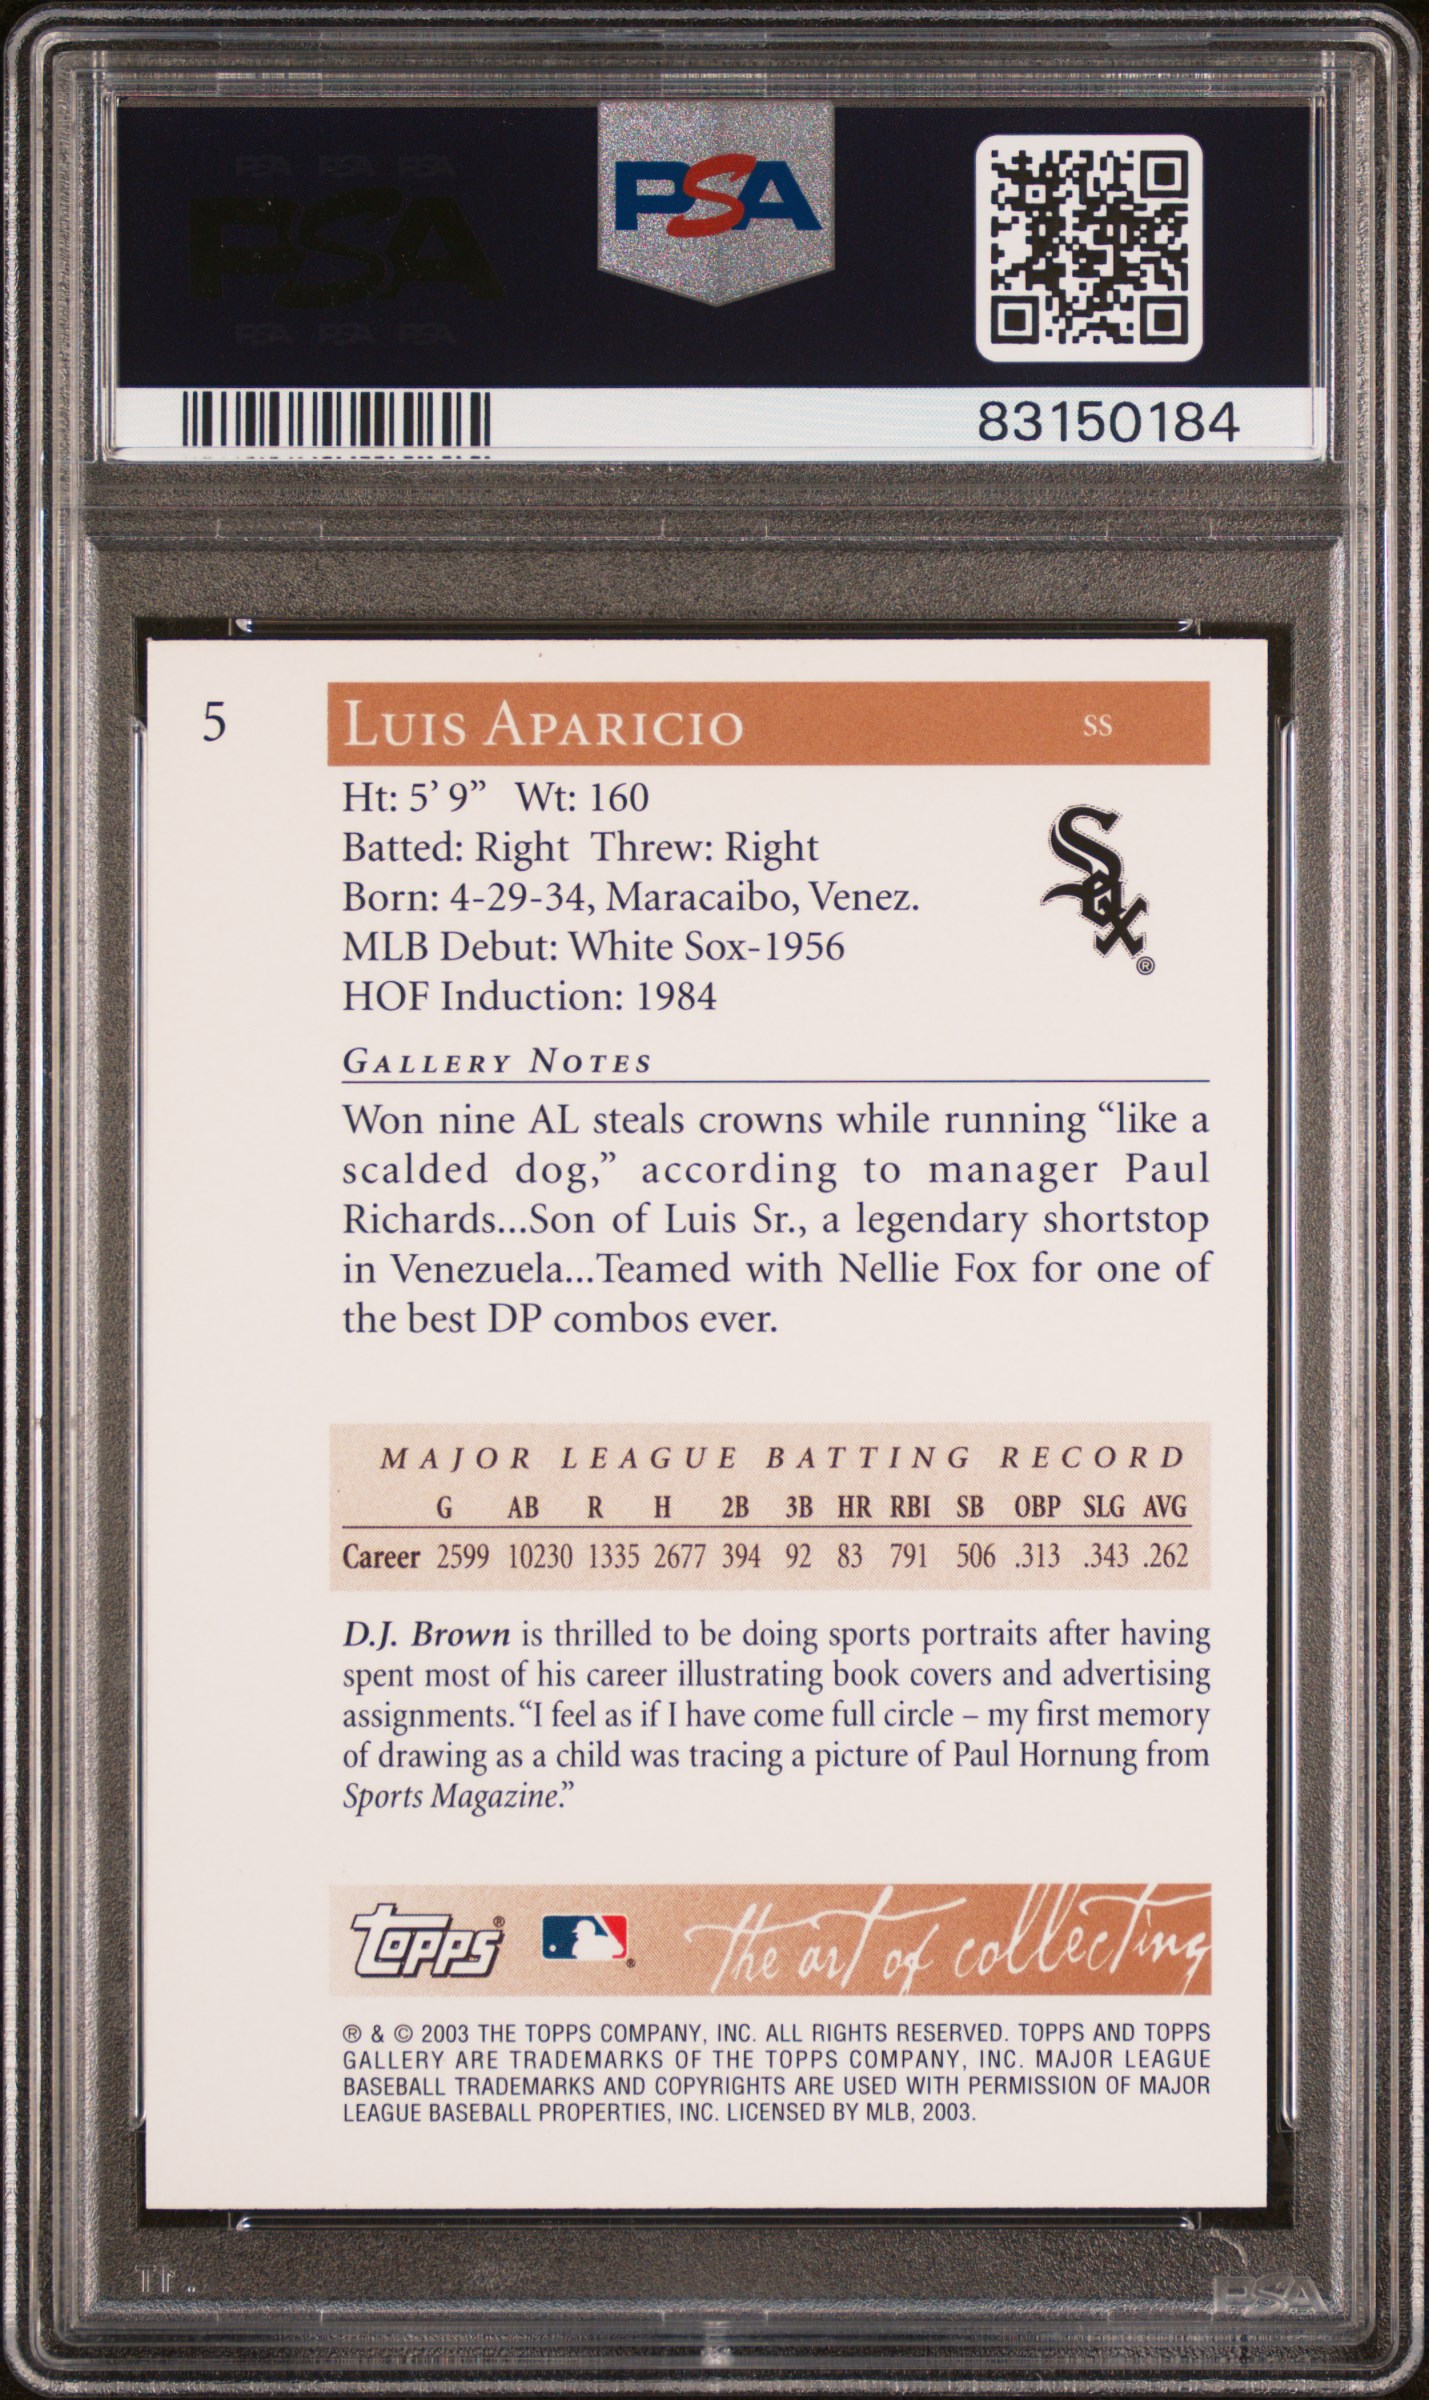 PSA PSA PSA
PSA
PSA PSA PSA
PSA
83150184
5
LUIS APARICIO SS
Ht: 5’ 9” Wt: 160
Batted: Right Threw: Right
Born: 4-29-34, Maracaibo, Venez.
MLB Debut: White Sox-1956
HOF Induction: 1984
Sox®
GALLERY NOTES
Won nine AL steals crowns while running “like a
scalded dog,” according to manager Paul
Richards...Son of Luis Sr., a legendary shortstop
in Venezuela...Teamed with Nellie Fox for one of
the best DP combos ever.
MAJOR LEAGUE BATTING RECORD
G AB R H 2B 3B HR RBI SB OBP SLG AVG
Career 2599 10230 1335 2677 394 92 83 791 506 .313 .343 .262
D.J. Brown is thrilled to be doing sports portraits after having
spent most of his career illustrating book covers and advertising
assignments. “I feel as if I have come full circle – my first memory
of drawing as a child was tracing a picture of Paul Hornung from
Sports Magazine.”
Topps® ® the art of collecting
® & © 2003 THE TOPPS COMPANY, INC. ALL RIGHTS RESERVED. TOPPS AND TOPPS
GALLERY ARE TRADEMARKS OF THE TOPPS COMPANY, INC. MAJOR LEAGUE
BASEBALL TRADEMARKS AND COPYRIGHTS ARE USED WITH PERMISSION OF MAJOR
LEAGUE BASEBALL PROPERTIES, INC. LICENSED BY MLB, 2003.
PSA